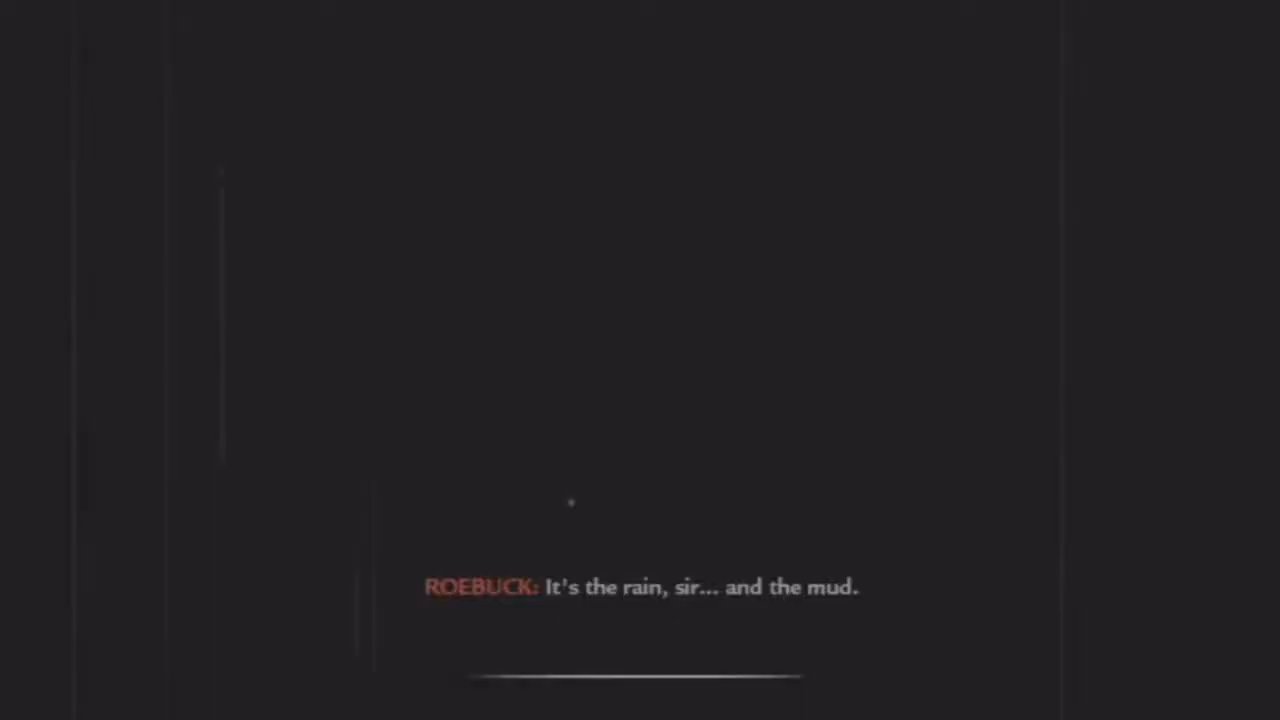 ROEBUCK: It's the rain, sir... and the mud.